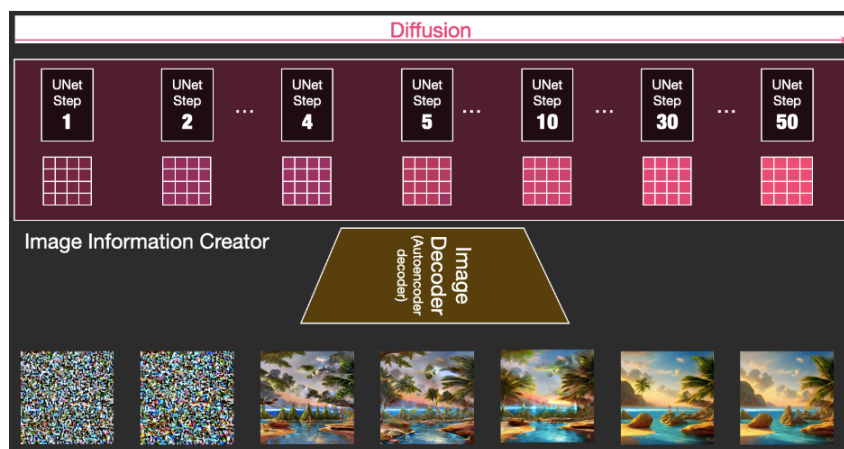 Diffusion
UNet
Step
1
UNet
Step
2
...
UNet
Step
4
UNet
Step
5
...
UNet
Step
10
...
UNet
Step
30
...
UNet
Step
50
Image Information Creator
Image
Decoder
(Autoencoder
decoder)